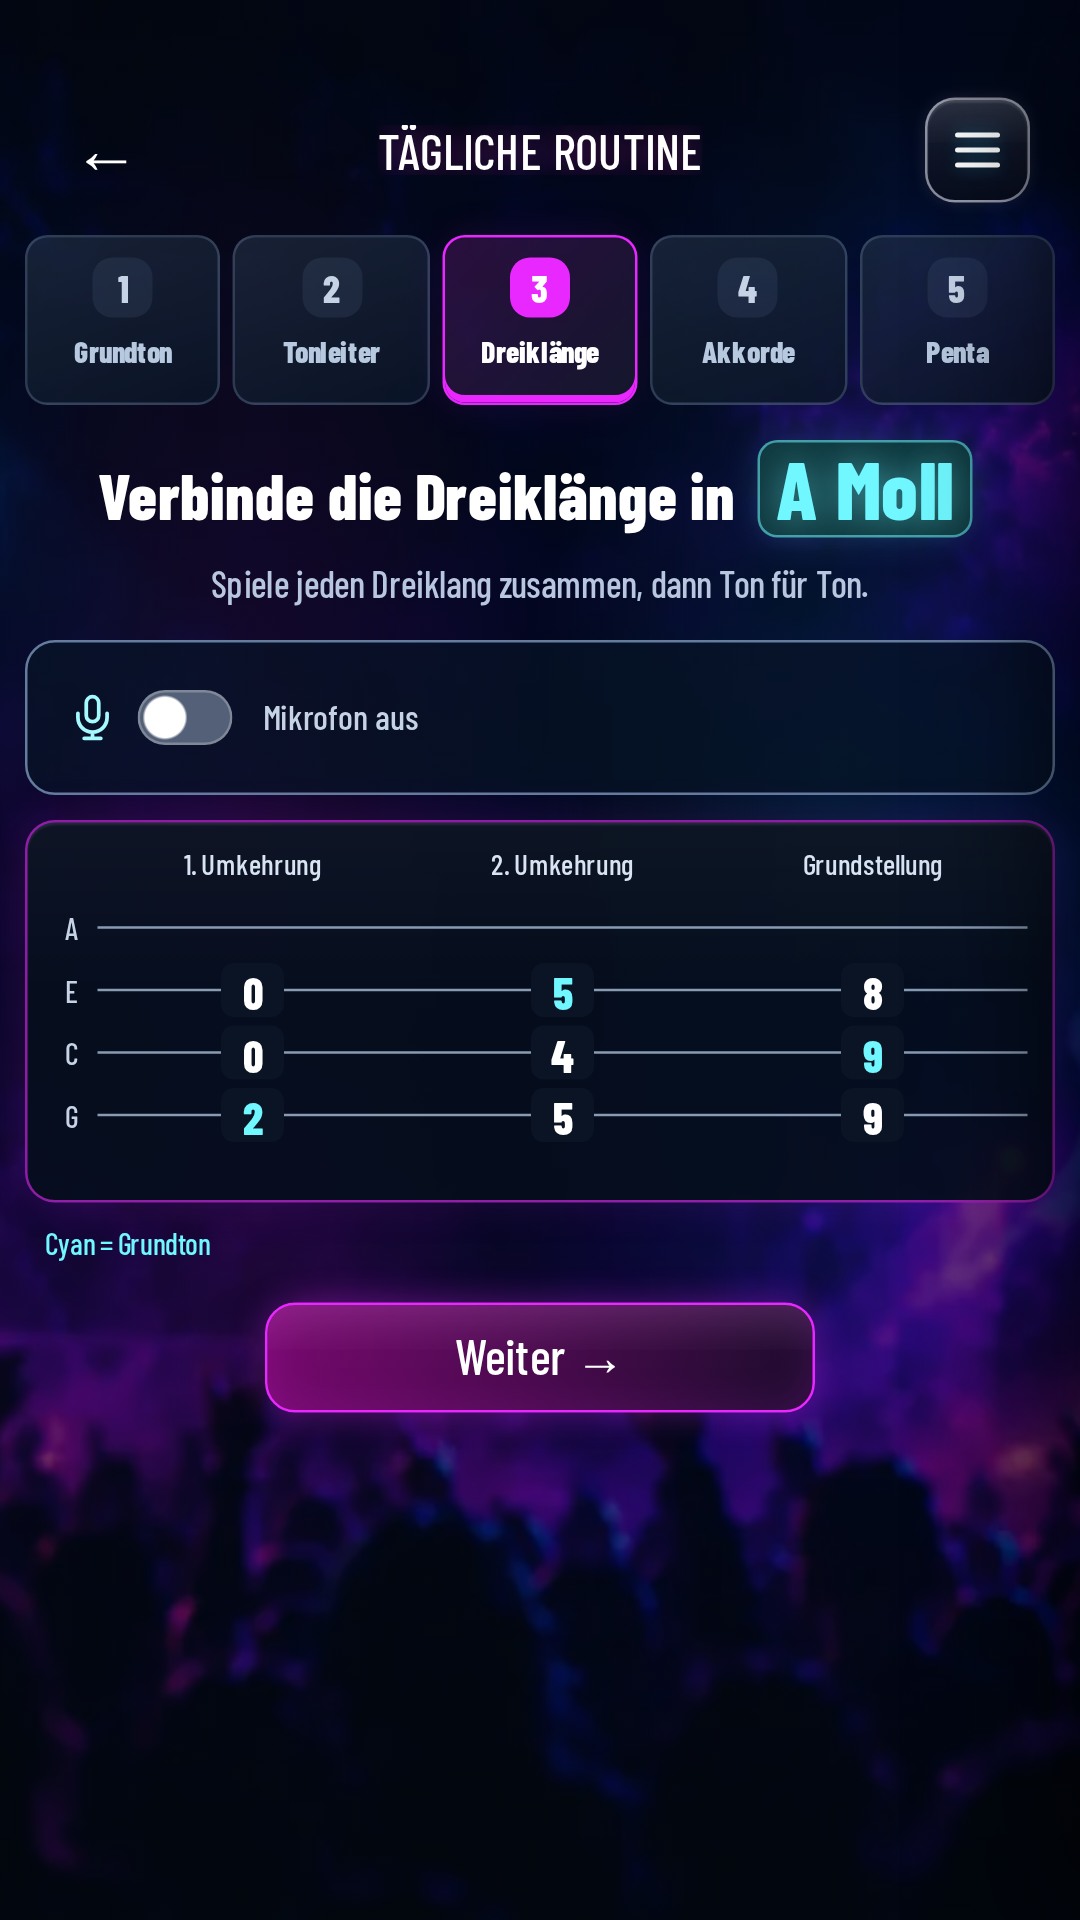 ←
TÄGLICHE ROUTINE
1
Grundton
2
Tonleiter
3
Dreiklänge
4
Akkorde
5
Penta
Verbinde die Dreiklänge in A Moll
Spiele jeden Dreiklang zusammen, dann Ton für Ton.
Mikrofon aus
1. Umkehrung 2. Umkehrung Grundstellung
A
E 0 5 8
C 0 4 9
G 2 5 9
Cyan = Grundton
Weiter →